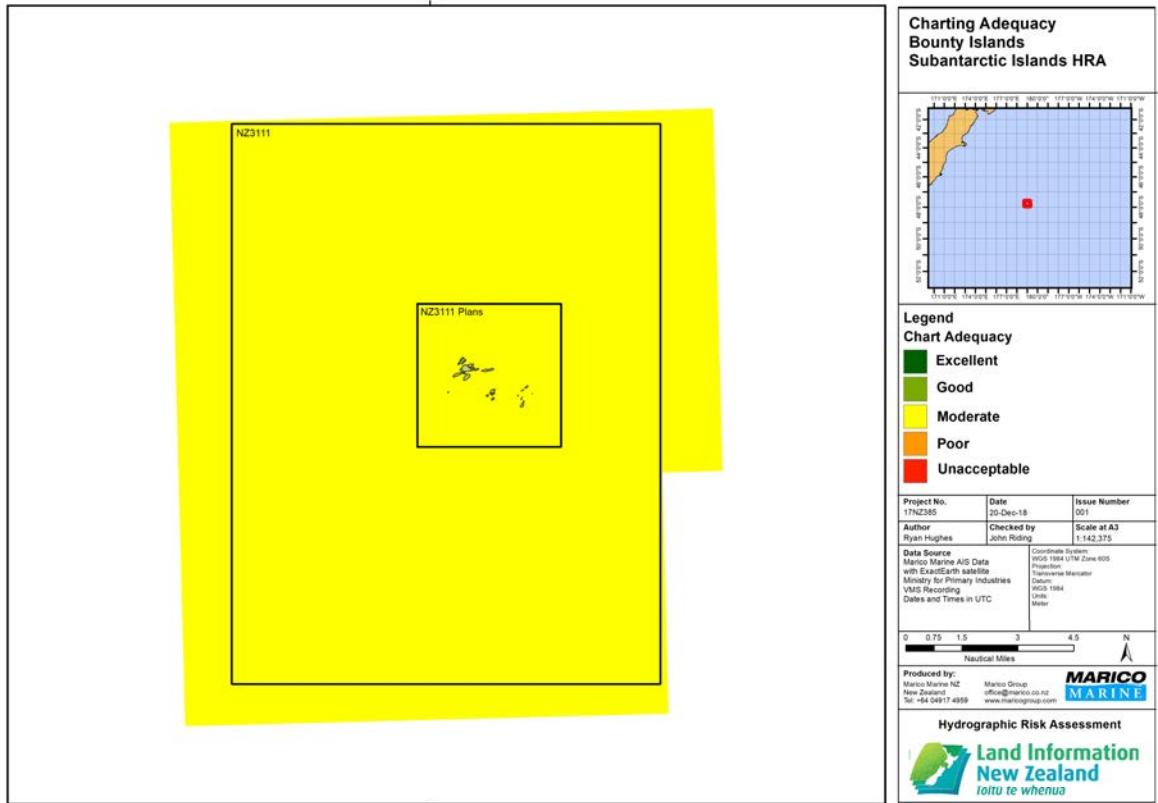 NZ3111
NZ3111 Plans
Charting Adequacy
Bounty Islands
Subantarctic Islands HRA
Legend
Chart Adequacy
Excellent
Good
Moderate
Poor
Unacceptable
Project No.
17NZ385
Date
20-Dec-18
Issue Number
001
Author
Ryan Hughes
Checked by
John Riding
Scale at A3
1:142,375
Data Source
Marico Marine AIS Data
with ExactEarth satellite
Ministry for Primary Industries
VMS Recording
Dates and Times in UTC
Coordinate System:
WGS 1984 UTM Zone 60S
Projection:
Transverse Mercator
Datum:
WGS 1984
Units:
Meter
0 0.75 1.5 3 4.5
Nautical Miles
N
Produced by:
Marico Marine NZ
New Zealand
Tel: +64 04917 4959
Marico Group
office@marico.co.nz
www.maricogroup.com
MARICO
MARINE
Hydrographic Risk Assessment
Land Information
New Zealand
Toitū te whenua